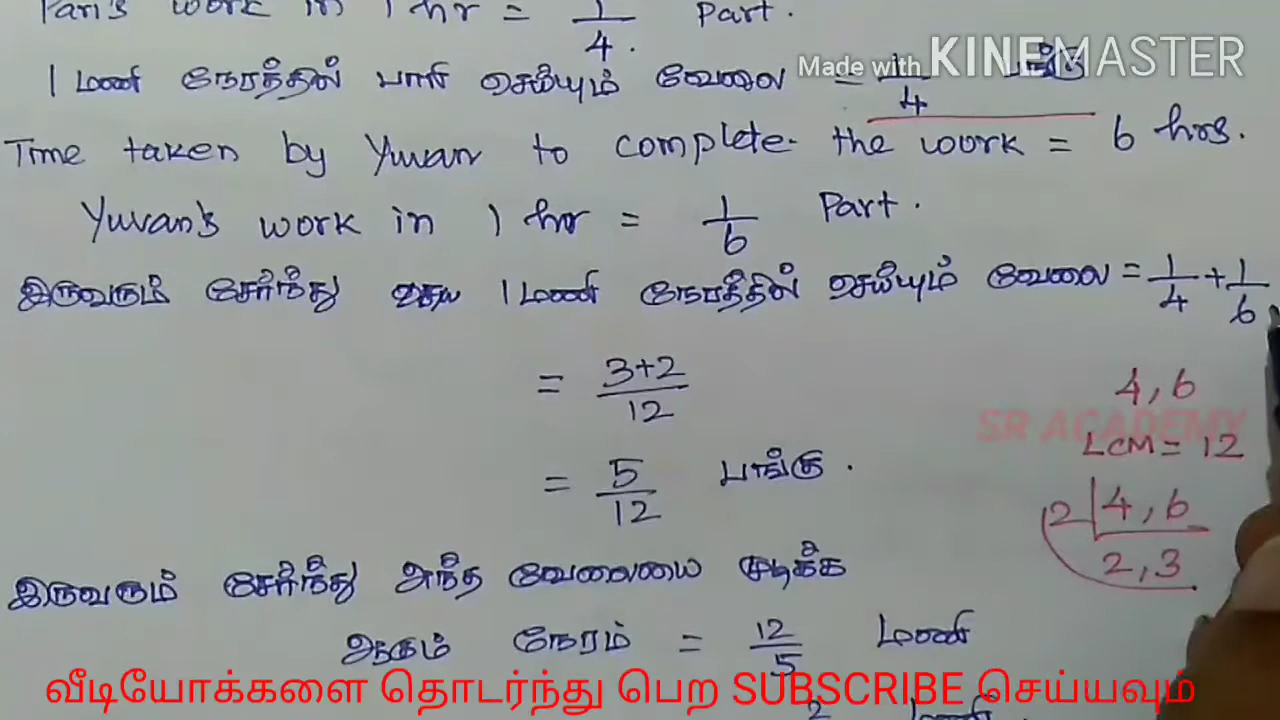 Pari's work in 1 hr = 1/4 Part.
Made with KINEMASTER
1 மணி நேரத்தில் பாரி செய்யும் வேலை = 1/4 பங்கு
Time taken by Yuvan to complete the work = 6 hrs.
Yuvan's work in 1 hr = 1/6 Part.
இருவரும் சேர்ந்து 1 மணி நேரத்தில் செய்யும் வேலை = 1/4 + 1/6
= 3+2/12
4, 6
SR ACADEMY
LCM = 12
= 5/12 பங்கு.
2 | 4, 6
2, 3
இருவரும் சேர்ந்து அந்த வேலையை முடிக்க
ஆகும் நேரம் = 12/5 மணி
வீடியோக்களை தொடர்ந்து பெற SUBSCRIBE செய்யவும்
2 மணி